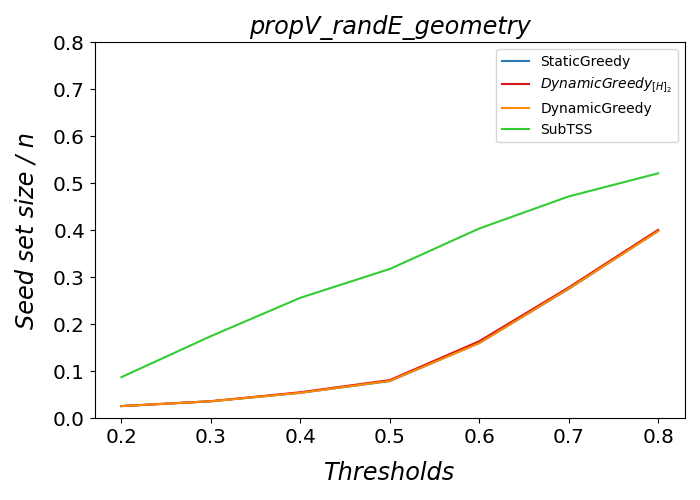 propV_randE_geometry
Seed set size / n
0.8
0.7
0.6
0.5
0.4
0.3
0.2
0.1
0.0
StaticGreedy
DynamicGreedy[H]2
DynamicGreedy
SubTSS
0.2 0.3 0.4 0.5 0.6 0.7 0.8
Thresholds